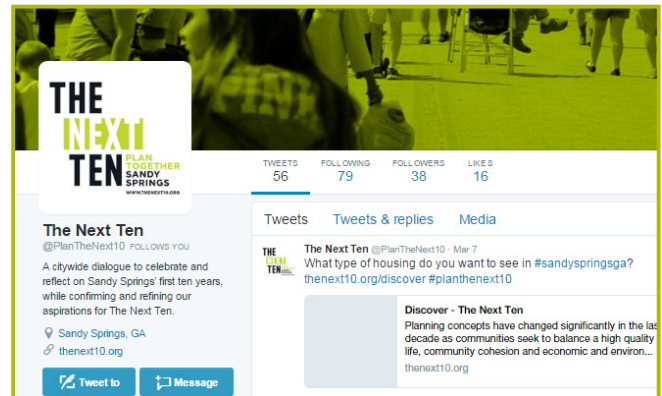 PINK
THE
NEXT
TEN
PLAN
TOGETHER
SANDY
SPRINGS
WWW.THENEXT10.ORG
TWEETS FOLLOWING FOLLOWERS LIKES
56 79 38 16
The Next Ten
@PlanTheNext10 FOLLOWS YOU
A citywide dialogue to celebrate and
reflect on Sandy Springs' first ten years,
while confirming and refining our
aspirations for The Next Ten.
Sandy Springs, GA
thenext10.org
Tweet to Message
Tweets Tweets & replies Media
THE
NEXT
TEN
The Next Ten @PlanTheNext10 · Mar 7
What type of housing do you want to see in #sandyspringsga?
thenext10.org/discover #planthenext10
Discover - The Next Ten
Planning concepts have changed significantly in the las
decade as communities seek to balance a high quality
life, community cohesion and economic and environ...
thenext10.org